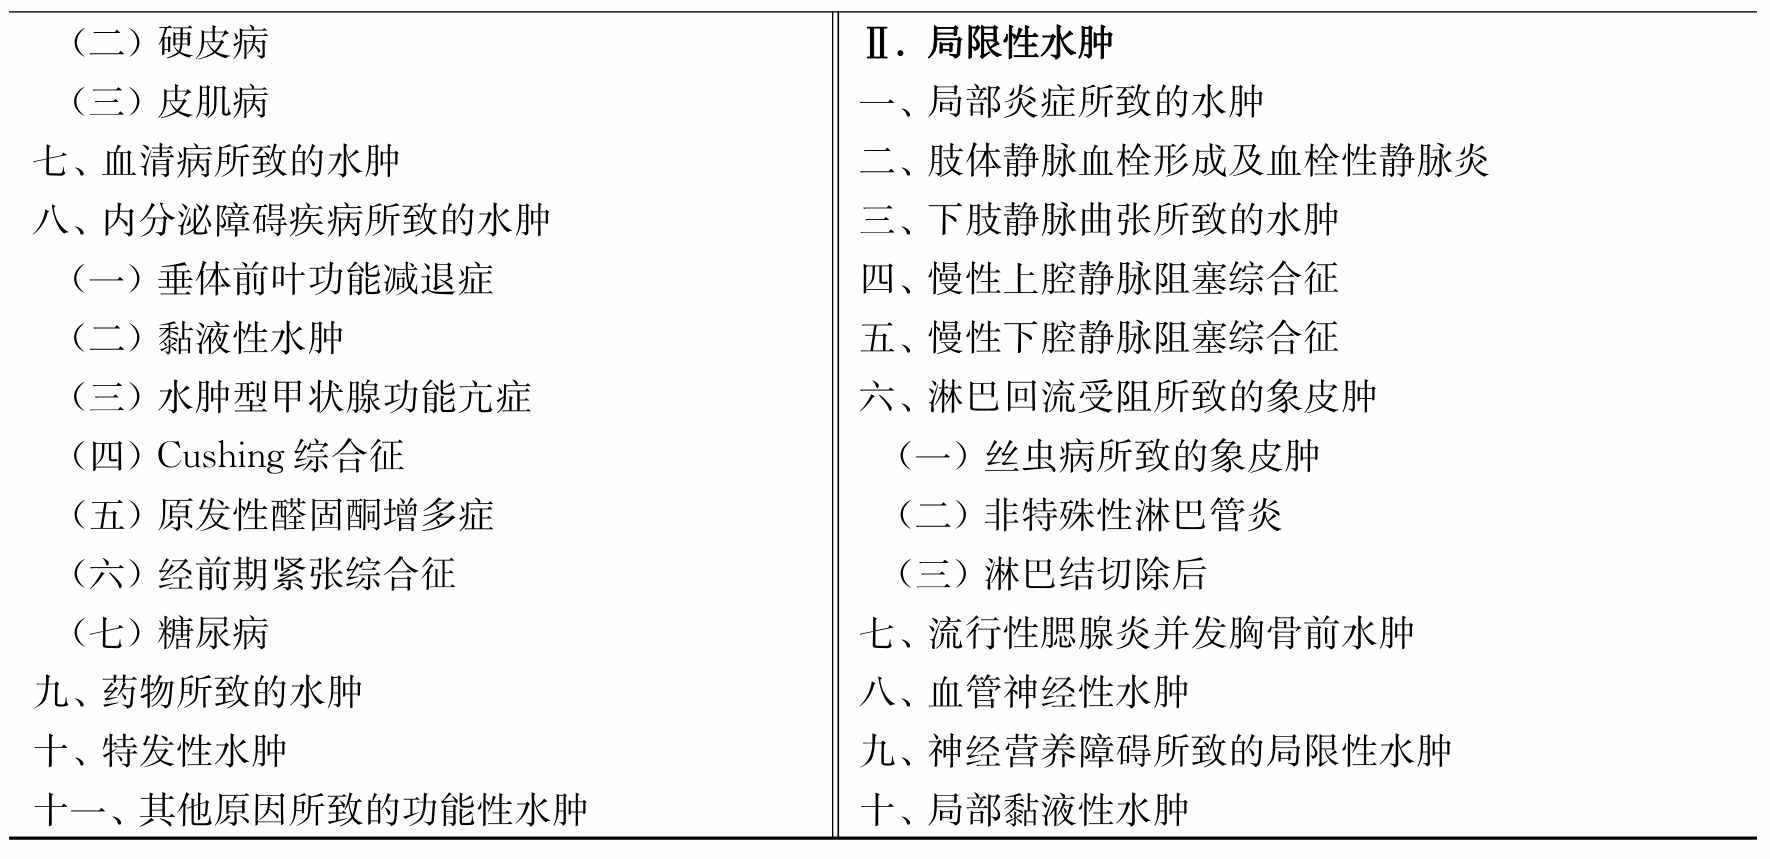 （二）硬皮病
（三）皮肌病
七、血清病所致的水肿
八、内分泌障碍疾病所致的水肿
（一）垂体前叶功能减退症
（二）黏液性水肿
（三）水肿型甲状腺功能亢症
（四）Cushing 综合征
（五）原发性醛固酮增多症
（六）经前期紧张综合征
（七）糖尿病
九、药物所致的水肿
十、特发性水肿
十一、其他原因所致的功能性水肿
Ⅱ. 局限性水肿
一、局部炎症所致的水肿
二、肢体静脉血栓形成及血栓性静脉炎
三、下肢静脉曲张所致的水肿
四、慢性上腔静脉阻塞综合征
五、慢性下腔静脉阻塞综合征
六、淋巴回流受阻所致的象皮肿
（一）丝虫病所致的象皮肿
（二）非特殊性淋巴管炎
（三）淋巴结切除后
七、流行性腮腺炎并发胸骨前水肿
八、血管神经性水肿
九、神经营养障碍所致的局限性水肿
十、局部黏液性水肿